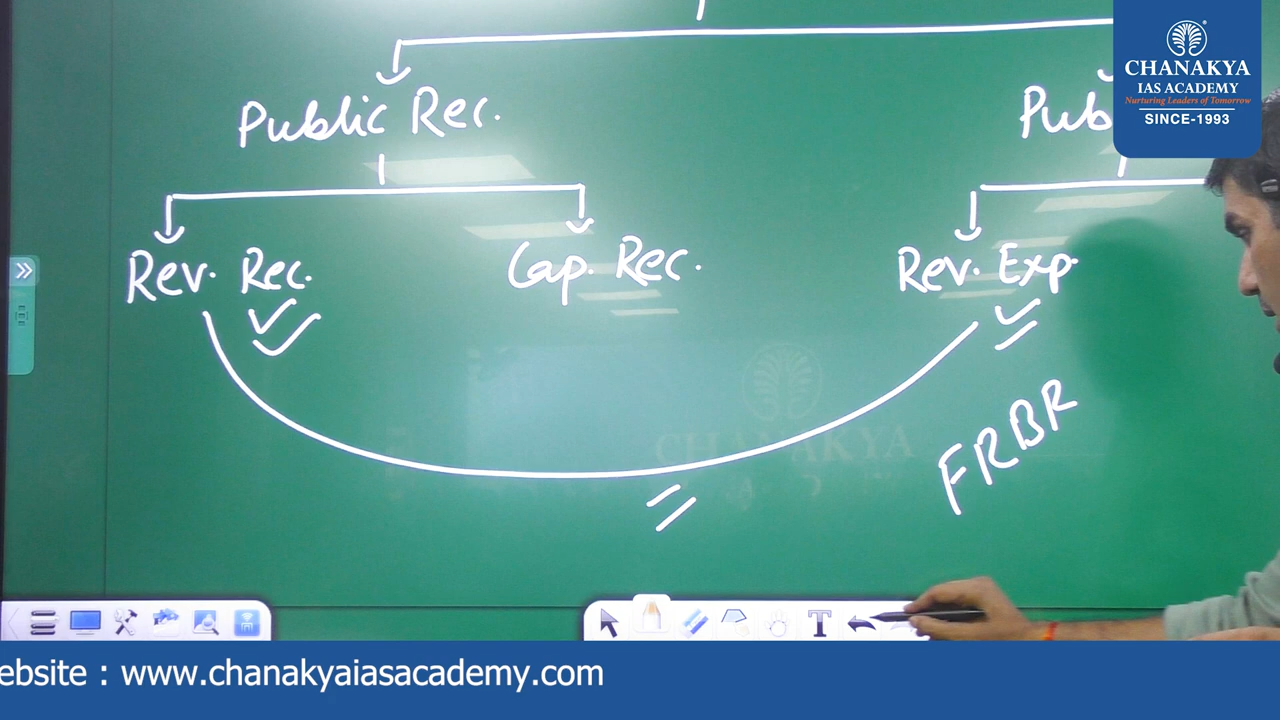 CHANAKYA
IAS ACADEMY
Nurturing Leaders of Tomorrow
SINCE-1993
Public Rec.
Pub
Rev. Rec.
Cap. Rec.
Rev. Exp.
CHANAKYA
FRBR
T
ebsite : www.chanakyaiasacademy.com